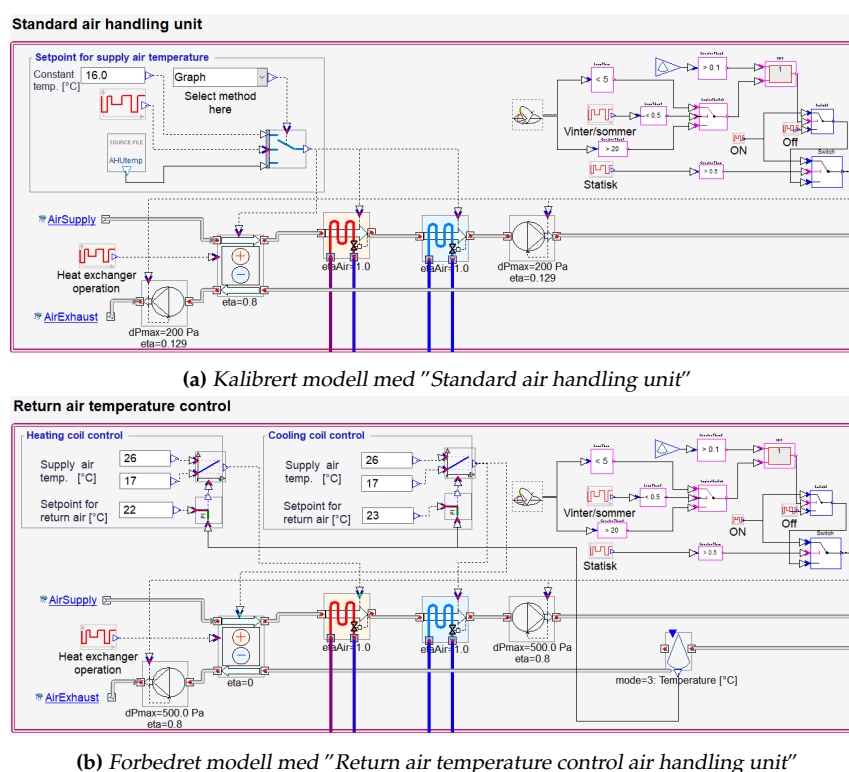 Standard air handling unit
Setpoint for supply air temperature
Constant temp. [°C]
16.0
Graph
Select method here
SOURCE-FILE
AHUtemp
< 5
> 0.1
1
Vinter/sommer
< 0.5
> 20
ON
Off
Switch
Statisk
> 0.5
AirSupply
Heat exchanger operation
AirExhaust
eta=0.8
etaAir=1.0
etaAir=1.0
dPmax=200 Pa
eta=0.129
dPmax=200 Pa
eta=0.129
(a) Kalibrert modell med "Standard air handling unit"
Return air temperature control
Heating coil control
Supply air temp. [°C]
26
17
Setpoint for return air [°C]
22
PI
Cooling coil control
Supply air temp. [°C]
26
17
Setpoint for return air [°C]
23
PI
< 5
> 0.1
1
Vinter/sommer
< 0.5
> 20
ON
Off
Switch
Statisk
> 0.5
AirSupply
Heat exchanger operation
AirExhaust
eta=0
etaAir=1.0
etaAir=1.0
dPmax=500.0 Pa
eta=0.8
dPmax=500.0 Pa
eta=0.8
mode=3: Temperature [°C]
(b) Forbedret modell med "Return air temperature control air handling unit"